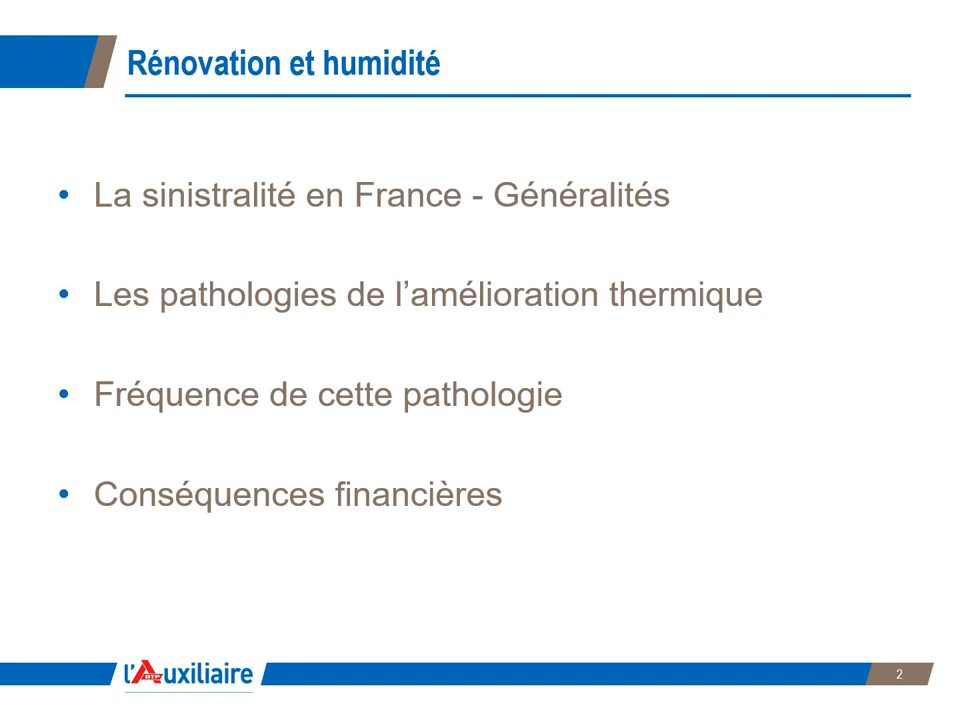 Rénovation et humidité
• La sinistralité en France - Généralités
• Les pathologies de l’amélioration thermique
• Fréquence de cette pathologie
• Conséquences financières
l'Auxiliaire
BTP
2